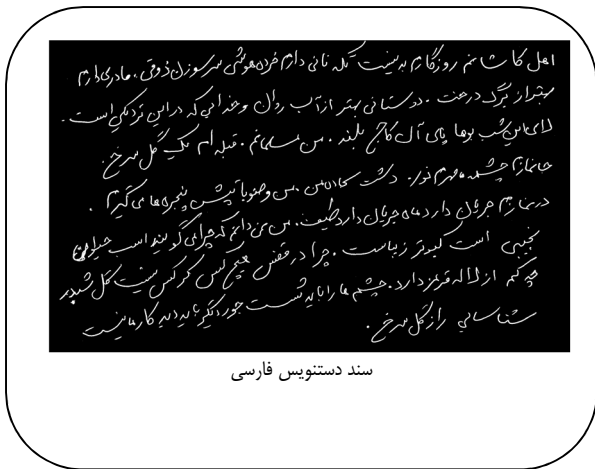 اهل کاشانم روزگارم بد نیست تکه نانی دارم خرده هوشی سر سوزن ذوقی، مادری دارم
بهتر از برگ درخت. دوستانی بهتر از آب روان و خدایی که در این نزدیکی است.
لای این شب بوها پای آن کاج بلند. من مسلمانم. قبله ام یک گل سرخ.
جانمازم چشمه مهرم نور. دشت سجاده من. من وضو با تپش پنجره ها می گیرم.
در نمازم جریان دارد ماه جریان دارد طیف. من نمی دانم که چرا می گویند اسب حیوان
نجیبی است کبوتر زیباست. چرا در قفس هیچ کس کرکس نیست گل شبدر
چه کم از لاله قرمز دارد. چشم ها را باید شست جور دیگر باید دید کار ما نیست
شناسایی راز گل سرخ.
سند دستنویس فارسی